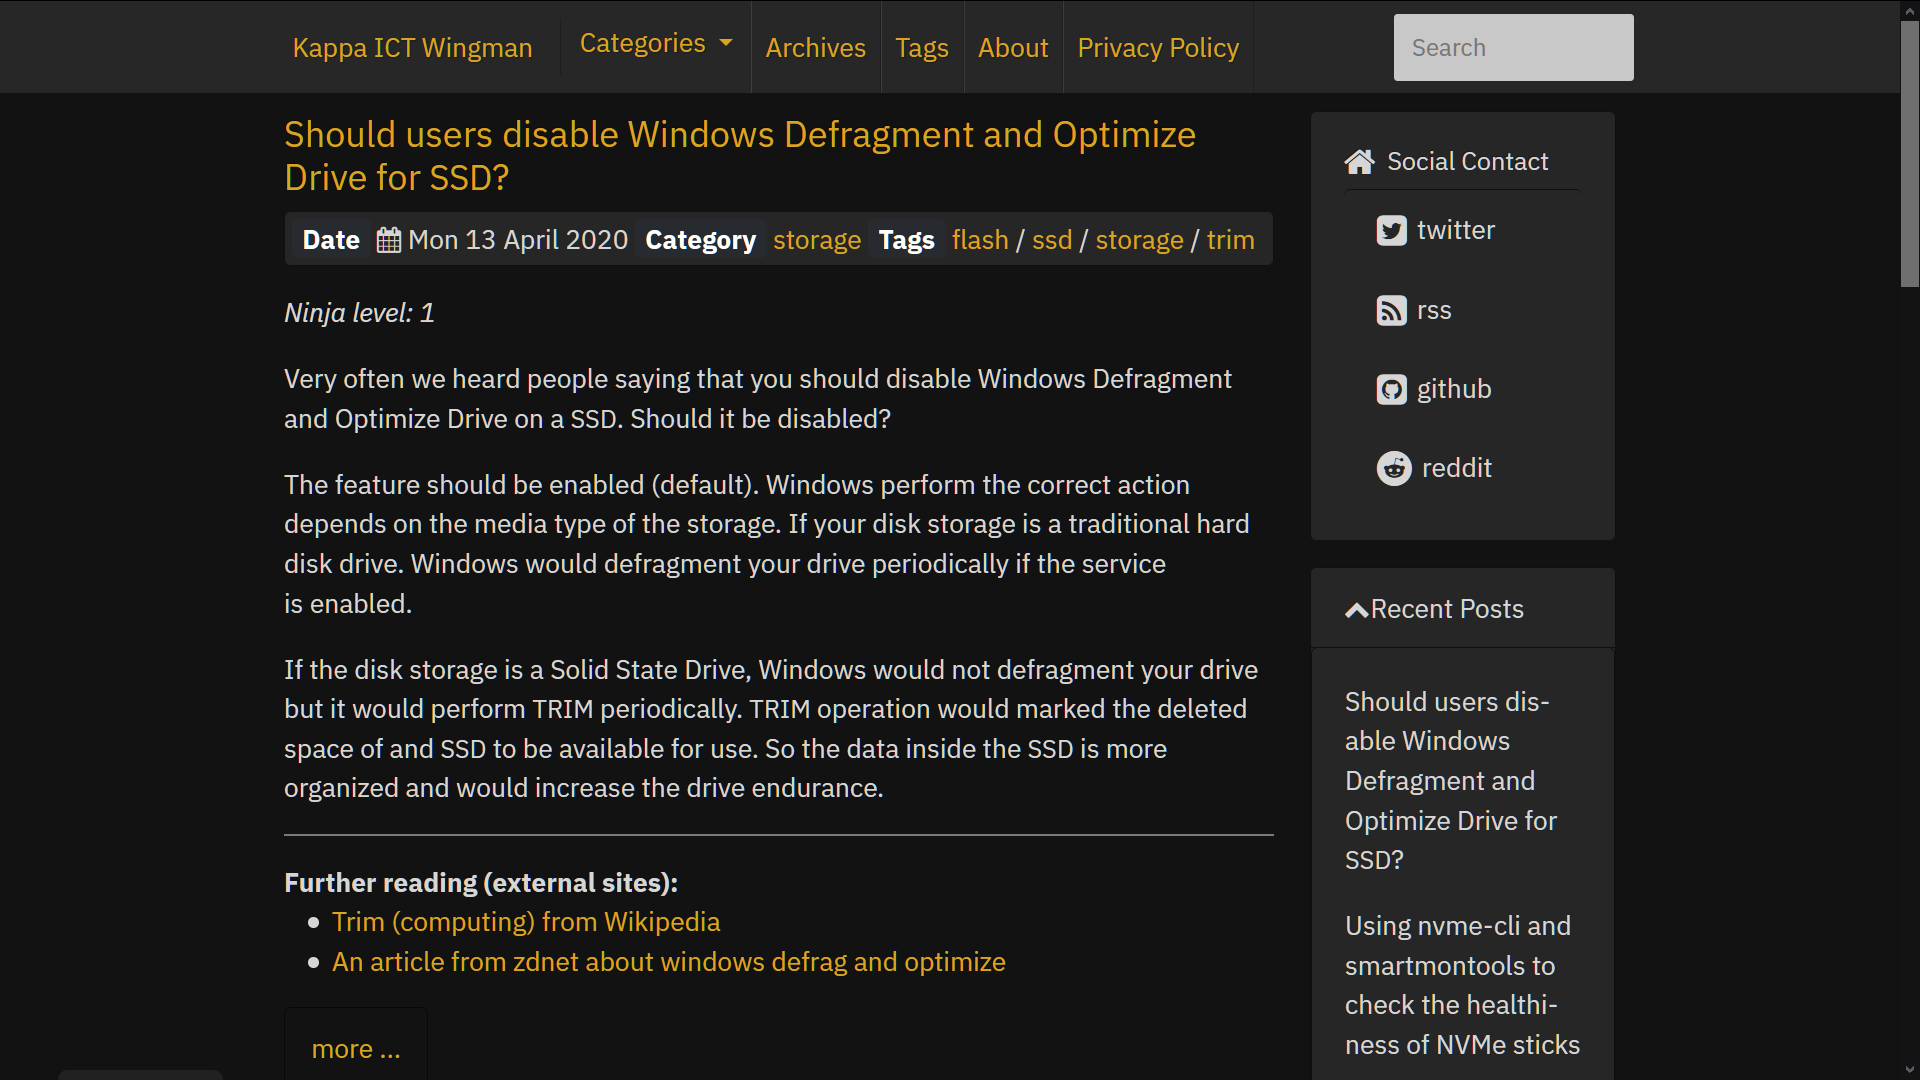 Kappa ICT Wingman Categories Archives Tags About Privacy Policy Search
Should users disable Windows Defragment and Optimize
Drive for SSD?
Date Mon 13 April 2020 Category storage Tags flash / ssd / storage / trim
Ninja level: 1
Very often we heard people saying that you should disable Windows Defragment
and Optimize Drive on a SSD. Should it be disabled?
The feature should be enabled (default). Windows perform the correct action
depends on the media type of the storage. If your disk storage is a traditional hard
disk drive. Windows would defragment your drive periodically if the service
is enabled.
If the disk storage is a Solid State Drive, Windows would not defragment your drive
but it would perform TRIM periodically. TRIM operation would marked the deleted
space of and SSD to be available for use. So the data inside the SSD is more
organized and would increase the drive endurance.
Further reading (external sites):
Trim (computing) from Wikipedia
An article from zdnet about windows defrag and optimize
more ...
Social Contact
twitter
rss
github
reddit
Recent Posts
Should users dis-
able Windows
Defragment and
Optimize Drive for
SSD?
Using nvme-cli and
smartmontools to
check the healthi-
ness of NVMe sticks